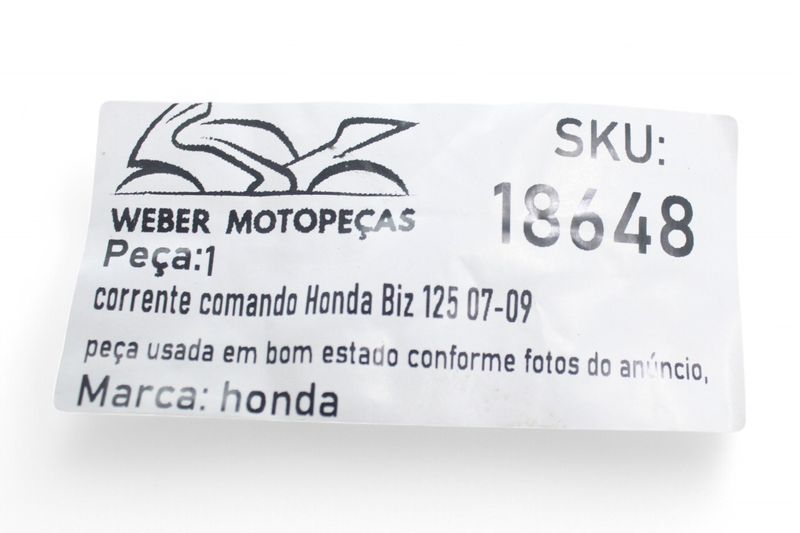 WEBER MOTOPEÇAS
SKU:
18648
Peça:1
corrente comando Honda Biz 125 07-09
peça usada em bom estado conforme fotos do anúncio,
Marca: honda